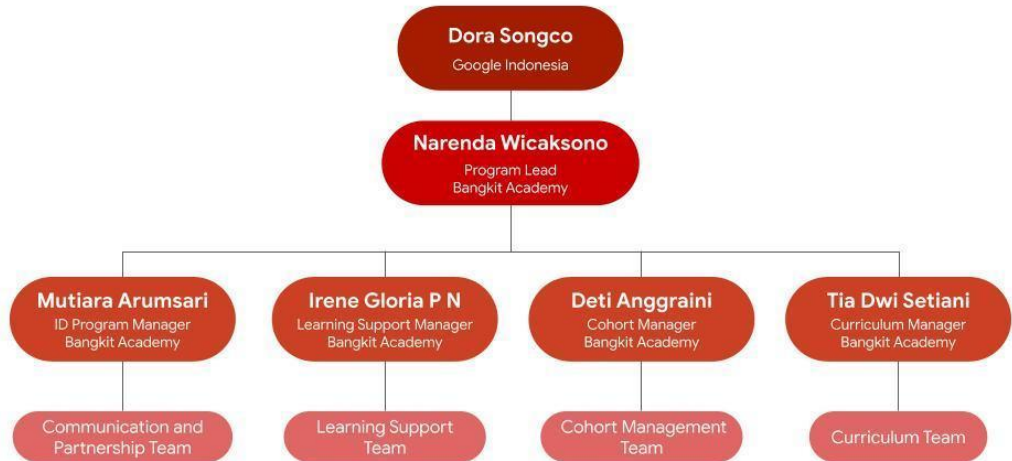 Dora Songco
Google Indonesia
Narenda Wicaksono
Program Lead
Bangkit Academy
Mutiara Arumsari
ID Program Manager
Bangkit Academy
Irene Gloria P N
Learning Support Manager
Bangkit Academy
Deti Anggraini
Cohort Manager
Bangkit Academy
Tia Dwi Setiani
Curriculum Manager
Bangkit Academy
Communication and
Partnership Team
Learning Support
Team
Cohort Management
Team
Curriculum Team